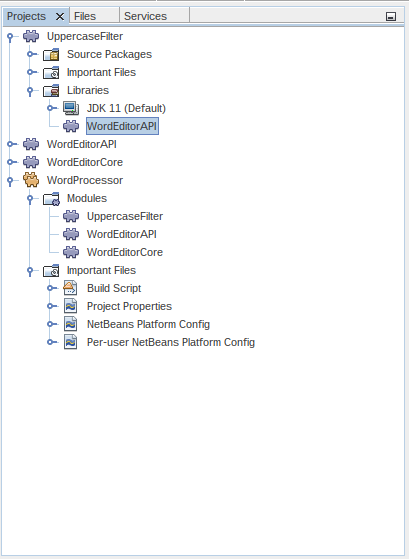 Projects Files Services
UppercaseFilter
Source Packages
Important Files
Libraries
JDK 11 (Default)
WordEditorAPI
WordEditorAPI
WordEditorCore
WordProcessor
Modules
UppercaseFilter
WordEditorAPI
WordEditorCore
Important Files
Build Script
Project Properties
NetBeans Platform Config
Per-user NetBeans Platform Config